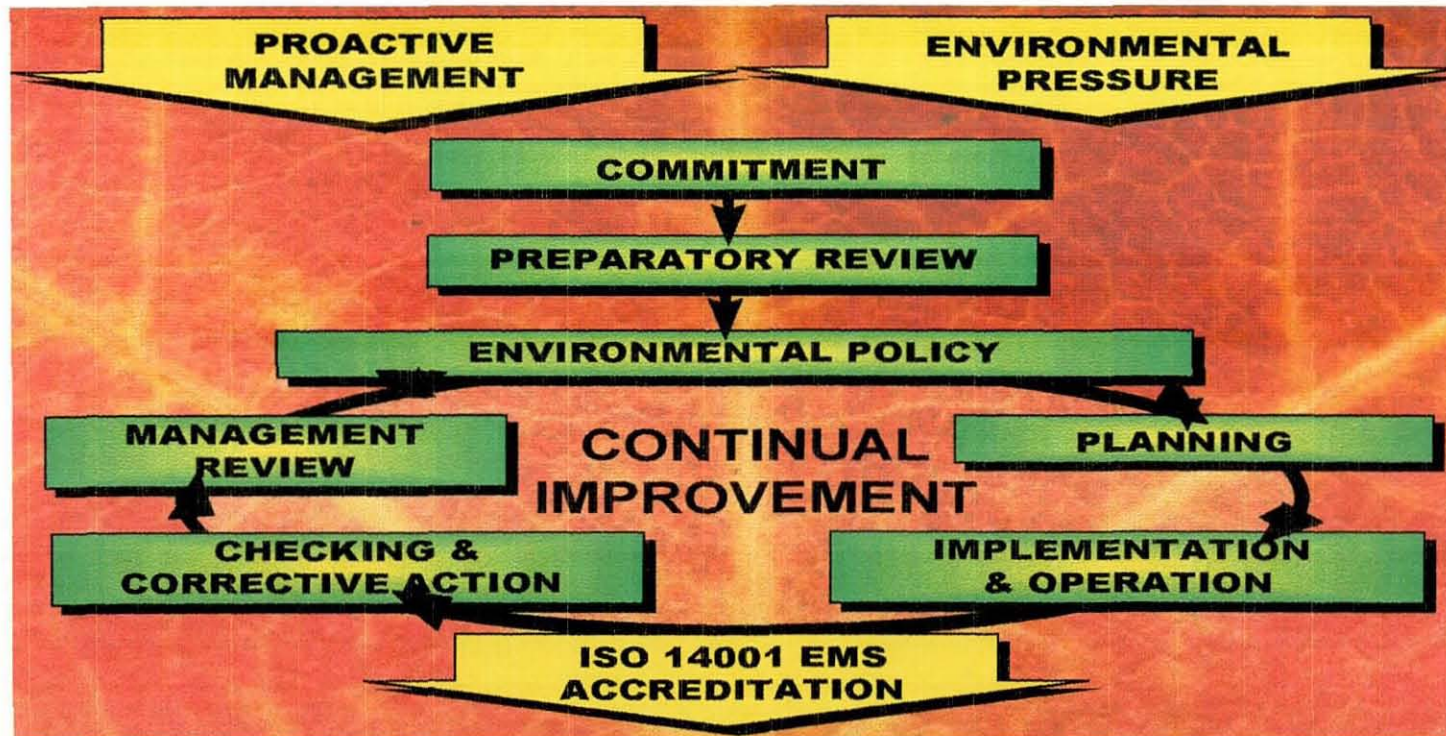 PROACTIVE
MANAGEMENT
ENVIRONMENTAL
PRESSURE
COMMITMENT
PREPARATORY REVIEW
ENVIRONMENTAL POLICY
MANAGEMENT
REVIEW
CONTINUAL
IMPROVEMENT
PLANNING
CHECKING &
CORRECTIVE ACTION
IMPLEMENTATION
& OPERATION
ISO 14001 EMS
ACCREDITATION